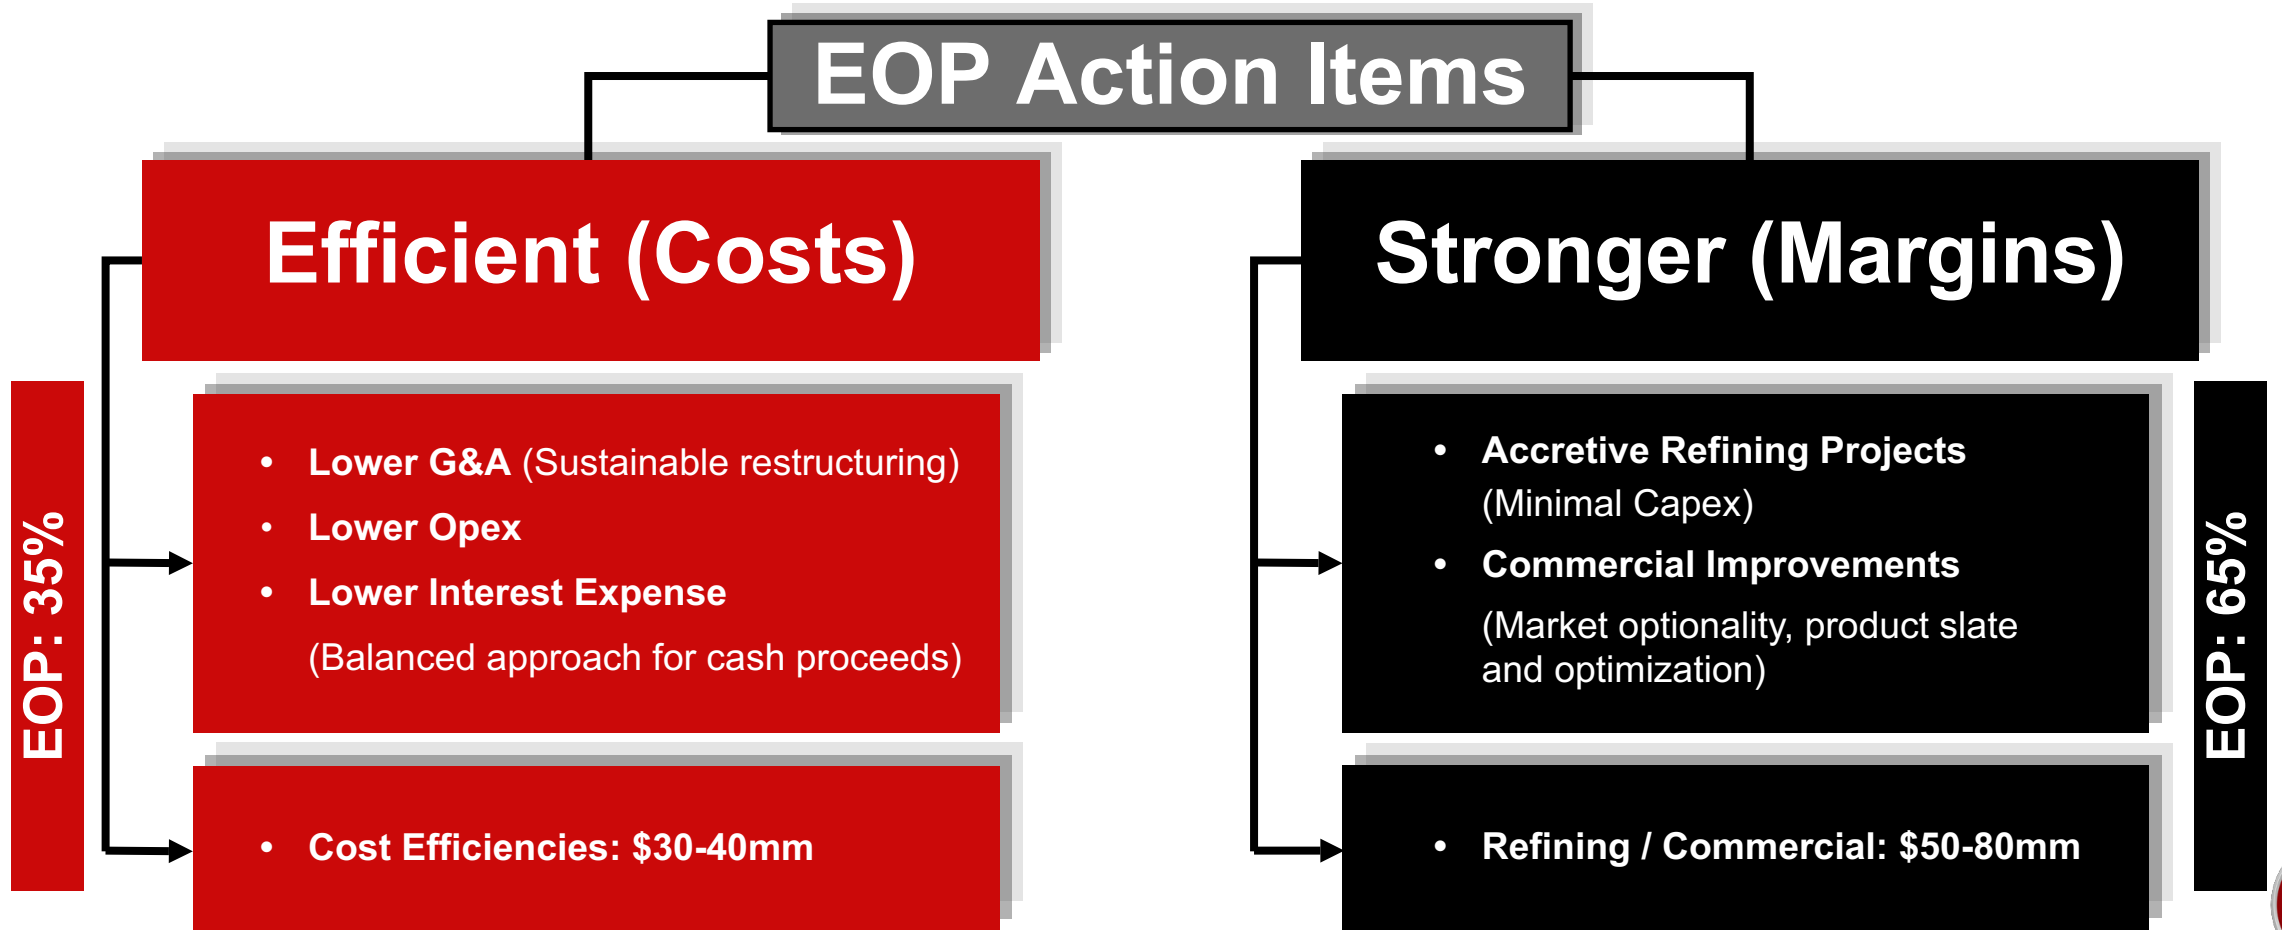 EOP Action Items
Efficient (Costs)
EOP: 35%
• Lower G&A (Sustainable restructuring)
• Lower Opex
• Lower Interest Expense
(Balanced approach for cash proceeds)
• Cost Efficiencies: $30-40mm
Stronger (Margins)
• Accretive Refining Projects
(Minimal Capex)
• Commercial Improvements
(Market optionality, product slate
and optimization)
• Refining / Commercial: $50-80mm
EOP: 65%